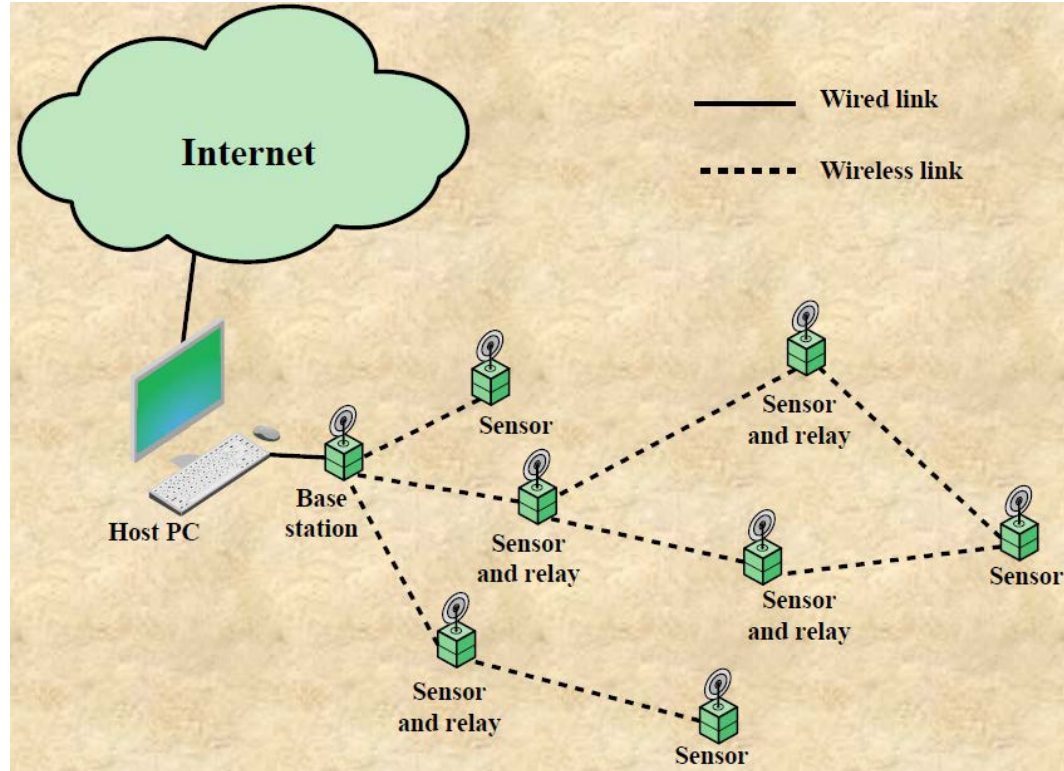 Internet
Wired link
Wireless link
Sensor
Sensor
and relay
Base
station
Host PC
Sensor
and relay
Sensor
and relay
Sensor
Sensor
and relay
Sensor